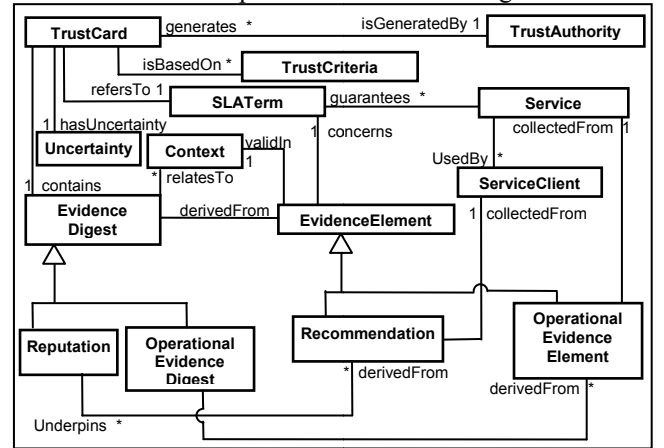 TrustCard
generates *
isGeneratedBy 1
TrustAuthority
isBasedOn *
TrustCriteria
refersTo 1
SLATerm
guarantees *
Service
1 hasUncertainty
Uncertainty
Context
validIn
1
1 concerns
collectedFrom 1
UsedBy *
* relatesTo
ServiceClient
1 contains
Evidence
Digest
derivedFrom
EvidenceElement
1 collectedFrom
Reputation
Operational
Evidence
Digest
Recommendation
Operational
Evidence
Element
* derivedFrom
derivedFrom *
Underpins *